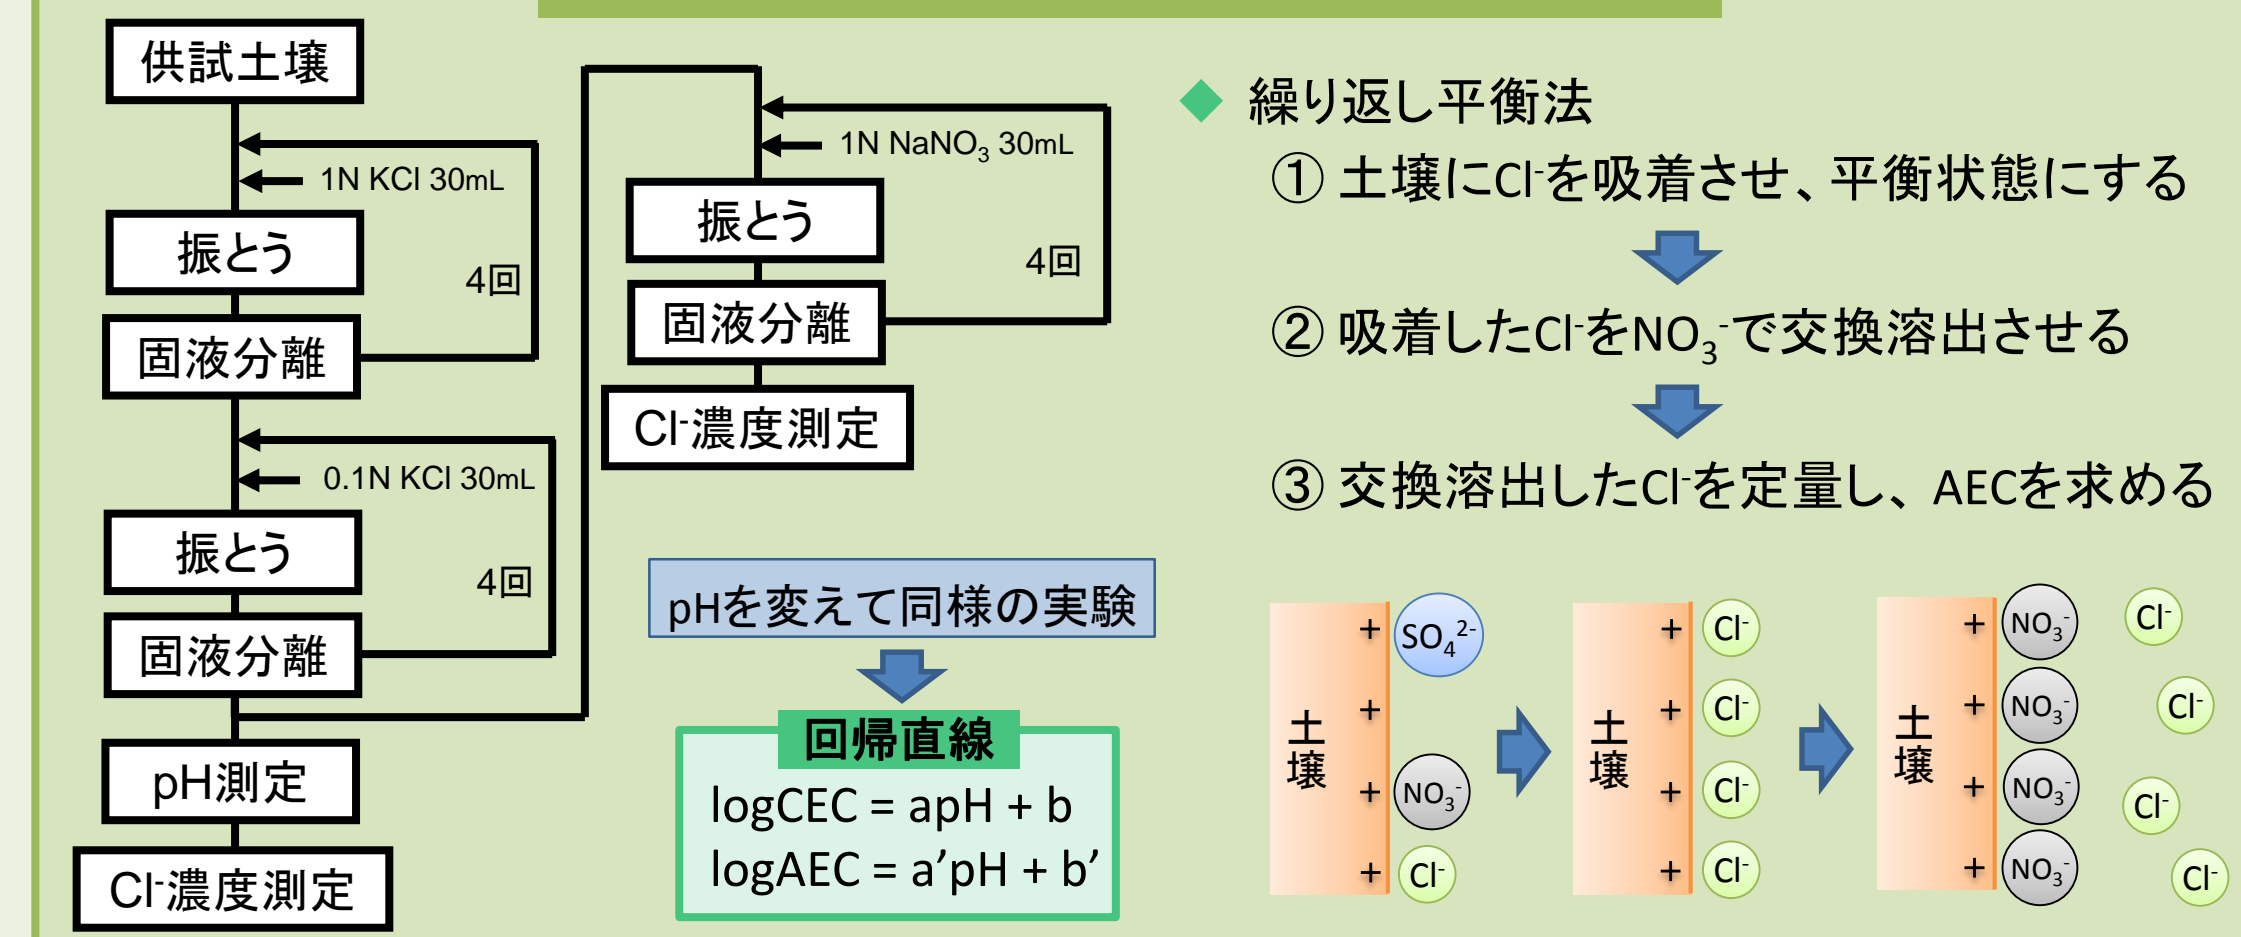 供試土壌
1N KCl 30mL
振とう
4回
固液分離
0.1N KCl 30mL
振とう
4回
固液分離
pH測定
Cl⁻濃度測定
1N NaNO₃ 30mL
振とう
4回
固液分離
Cl⁻濃度測定
pHを変えて同様の実験
回帰直線
logCEC = apH + b
logAEC = a’pH + b’
◆ 繰り返し平衡法
① 土壌にCl⁻を吸着させ、平衡状態にする
② 吸着したCl⁻をNO₃⁻で交換溶出させる
③ 交換溶出したCl⁻を定量し、AECを求める
土壌
+ SO₄²⁻
+
+ NO₃⁻
+ Cl⁻
土壌
+ Cl⁻
+ Cl⁻
+ Cl⁻
+ Cl⁻
土壌
+ NO₃⁻ Cl⁻
+ NO₃⁻ Cl⁻
+ NO₃⁻ Cl⁻
+ NO₃⁻ Cl⁻